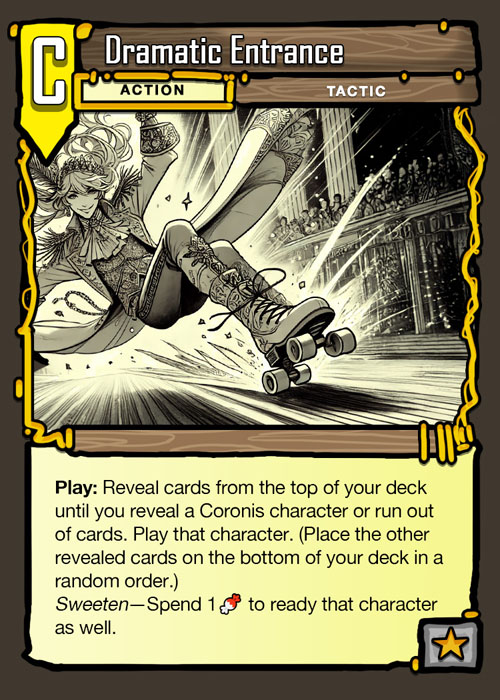 C
Dramatic Entrance
ACTION
TACTIC
Play: Reveal cards from the top of your deck
until you reveal a Coronis character or run out
of cards. Play that character. (Place the other
revealed cards on the bottom of your deck in a
random order.)
Sweeten—Spend 1 to ready that character
as well.